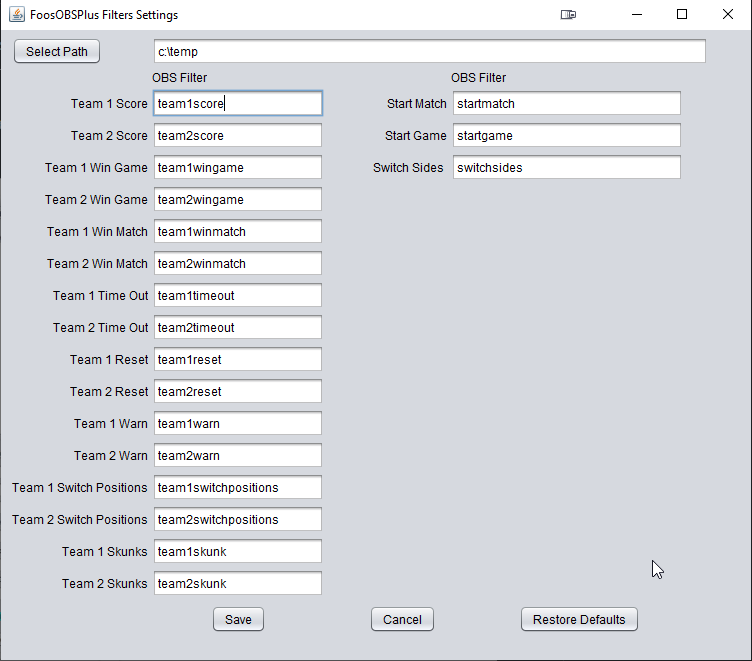 FoosOBSPlus Filters Settings
Select Path c:\temp
OBS Filter OBS Filter
Team 1 Score team1score Start Match startmatch
Team 2 Score team2score Start Game startgame
Team 1 Win Game team1wingame Switch Sides switchsides
Team 2 Win Game team2wingame
Team 1 Win Match team1winmatch
Team 2 Win Match team2winmatch
Team 1 Time Out team1timeout
Team 2 Time Out team2timeout
Team 1 Reset team1reset
Team 2 Reset team2reset
Team 1 Warn team1warn
Team 2 Warn team2warn
Team 1 Switch Positions team1switchpositions
Team 2 Switch Positions team2switchpositions
Team 1 Skunks team1skunk
Team 2 Skunks team2skunk
Save Cancel Restore Defaults